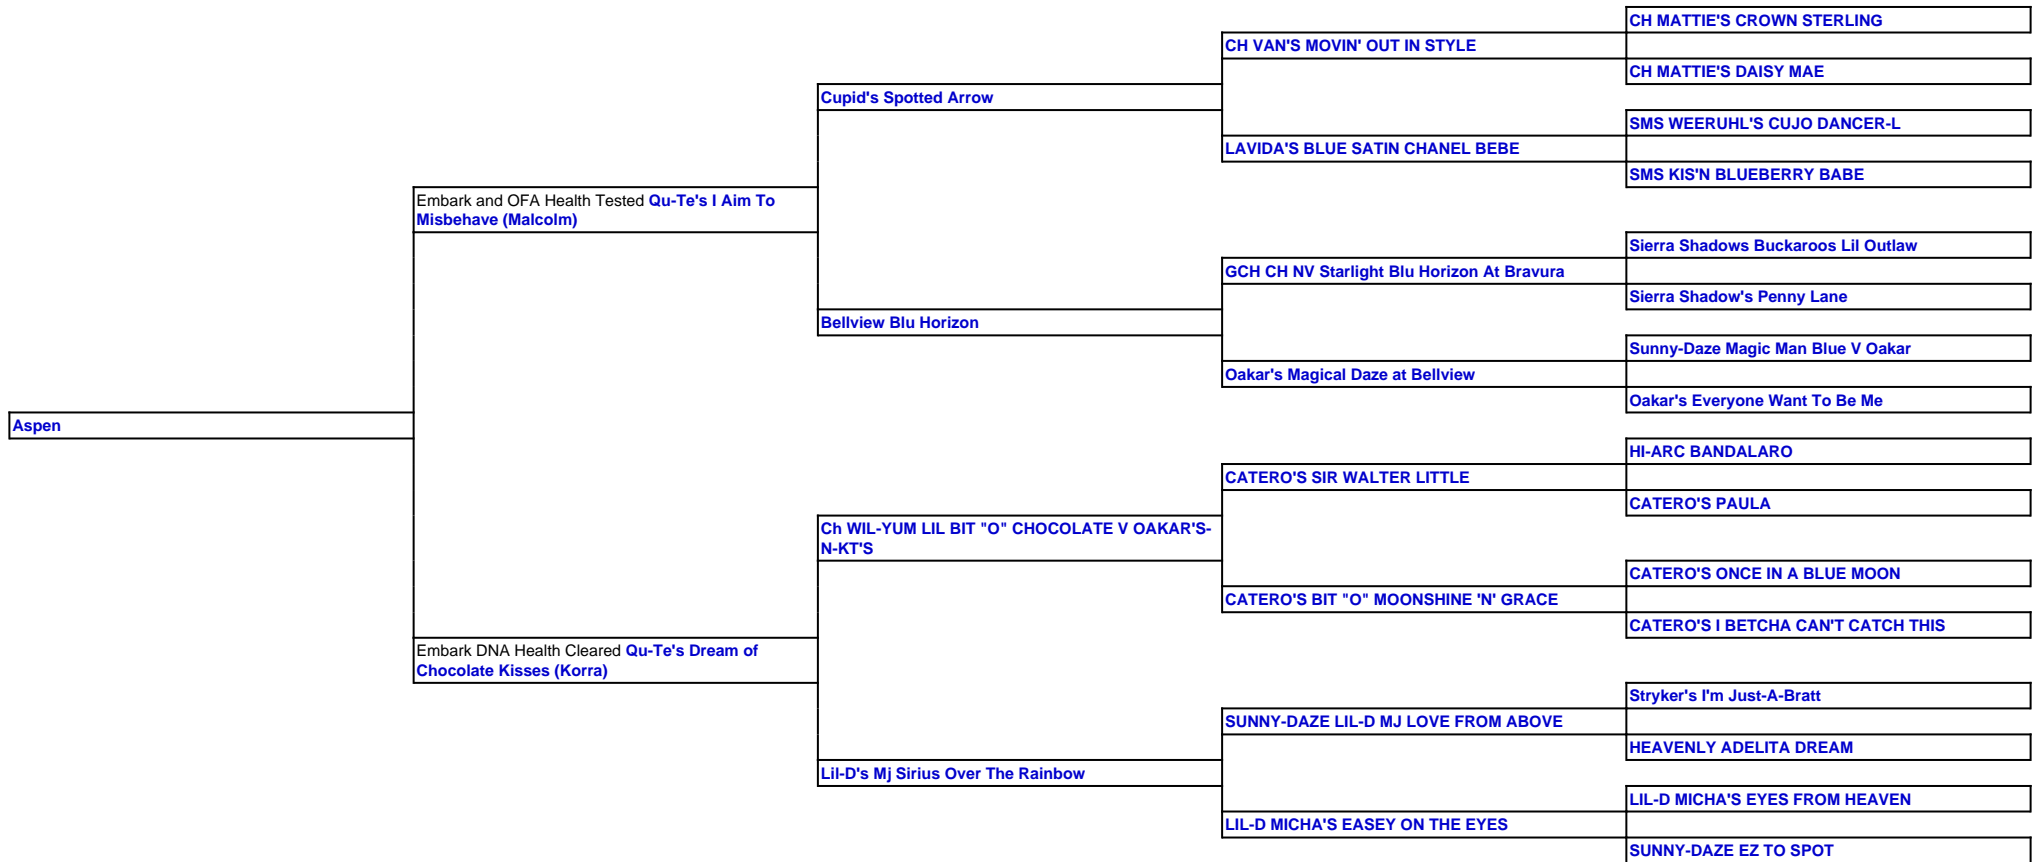 CH MATTIE'S CROWN STERLING
CH VAN'S MOVIN' OUT IN STYLE
CH MATTIE'S DAISY MAE
Cupid's Spotted Arrow
SMS WEERUHL'S CUJO DANCER-L
LAVIDA'S BLUE SATIN CHANEL BEBE
SMS KIS'N BLUEBERRY BABE
Embark and OFA Health Tested Qu-Te's I Aim To
Misbehave (Malcolm)
Sierra Shadows Buckaroos Lil Outlaw
GCH CH NV Starlight Blu Horizon At Bravura
Sierra Shadow's Penny Lane
Bellview Blu Horizon
Sunny-Daze Magic Man Blue V Oakar
Oakar's Magical Daze at Bellview
Oakar's Everyone Want To Be Me
Aspen
HI-ARC BANDALARO
CATERO'S SIR WALTER LITTLE
CATERO'S PAULA
Ch WIL-YUM LIL BIT "O" CHOCOLATE V OAKAR'S-
N-KT'S
CATERO'S ONCE IN A BLUE MOON
CATERO'S BIT "O" MOONSHINE 'N' GRACE
CATERO'S I BETCHA CAN'T CATCH THIS
Embark DNA Health Cleared Qu-Te's Dream of
Chocolate Kisses (Korra)
Stryker's I'm Just-A-Bratt
SUNNY-DAZE LIL-D MJ LOVE FROM ABOVE
HEAVENLY ADELITA DREAM
Lil-D's Mj Sirius Over The Rainbow
LIL-D MICHA'S EYES FROM HEAVEN
LIL-D MICHA'S EASEY ON THE EYES
SUNNY-DAZE EZ TO SPOT